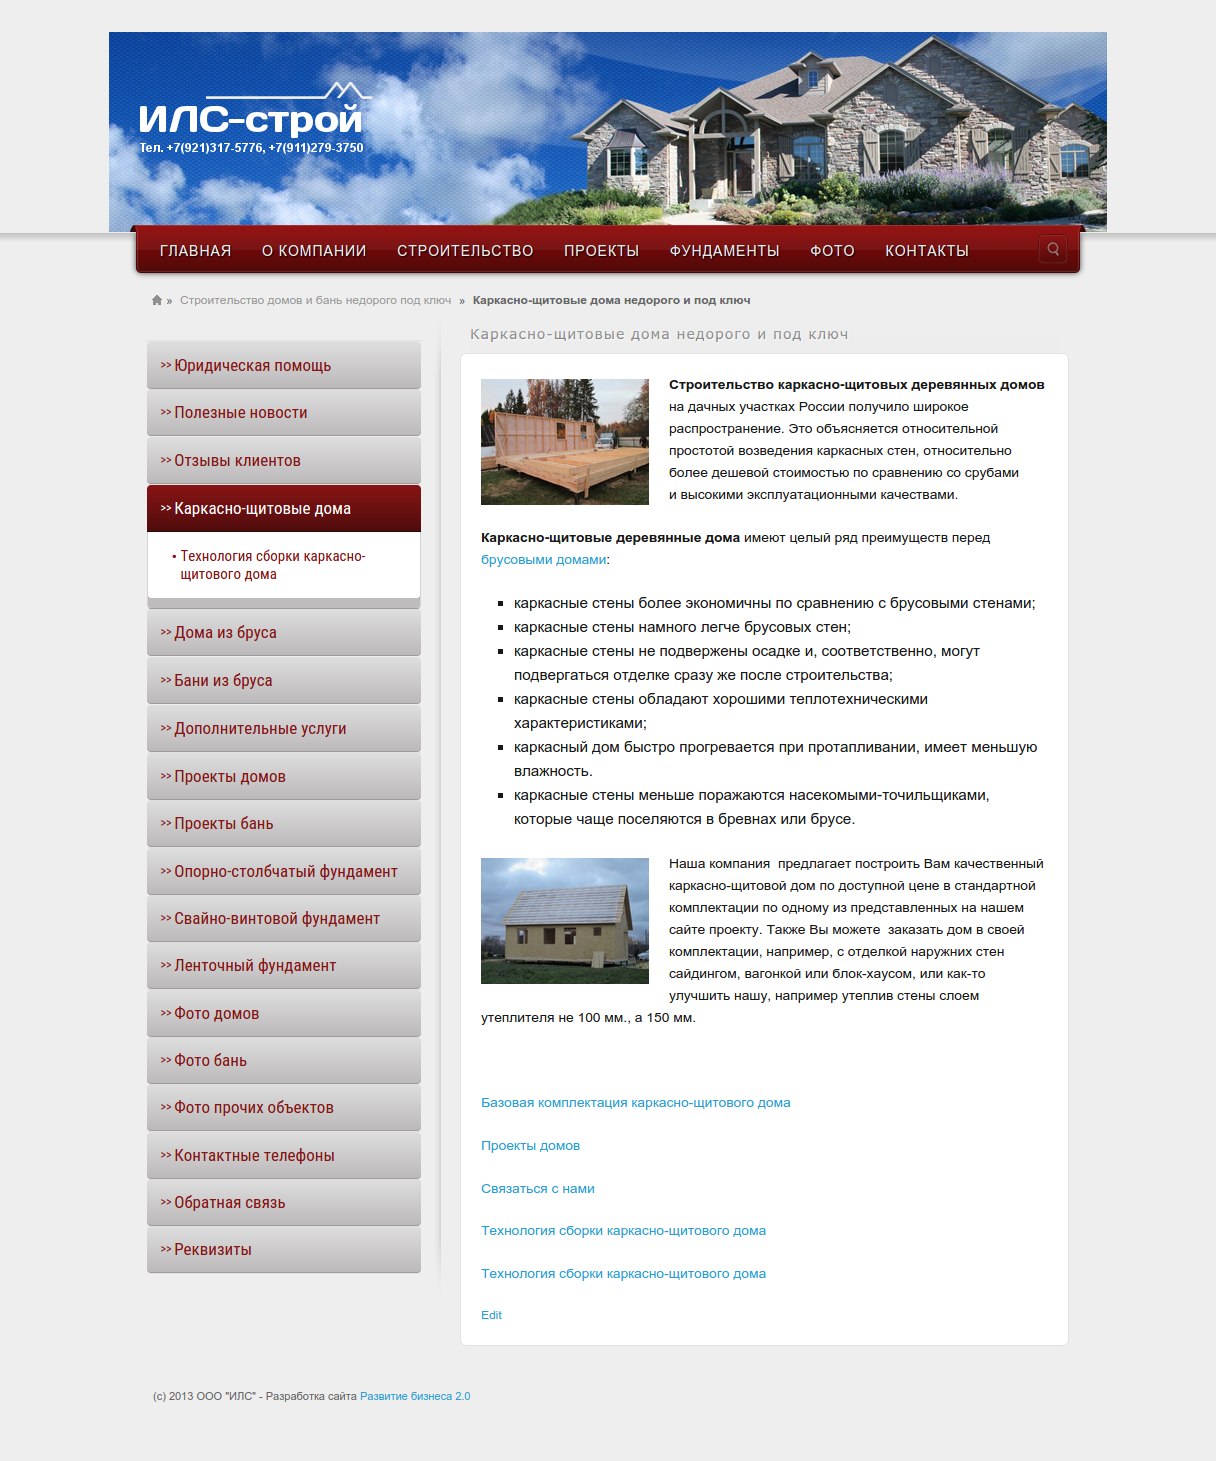 ИЛС-строй
Тел. +7(921)317-5776, +7(911)279-3750
ГЛАВНАЯ О КОМПАНИИ СТРОИТЕЛЬСТВО ПРОЕКТЫ ФУНДАМЕНТЫ ФОТО КОНТАКТЫ
» Строительство домов и бань недорого под ключ » Каркасно-щитовые дома недорого и под ключ
>> Юридическая помощь
>> Полезные новости
>> Отзывы клиентов
>> Каркасно-щитовые дома
• Технология сборки каркасно-
щитового дома
>> Дома из бруса
>> Бани из бруса
>> Дополнительные услуги
>> Проекты домов
>> Проекты бань
>> Опорно-столбчатый фундамент
>> Свайно-винтовой фундамент
>> Ленточный фундамент
>> Фото домов
>> Фото бань
>> Фото прочих объектов
>> Контактные телефоны
>> Обратная связь
>> Реквизиты
Каркасно-щитовые дома недорого и под ключ
Строительство каркасно-щитовых деревянных домов
на дачных участках России получило широкое
распространение. Это объясняется относительной
простотой возведения каркасных стен, относительно
более дешевой стоимостью по сравнению со срубами
и высокими эксплуатационными качествами.
Каркасно-щитовые деревянные дома имеют целый ряд преимуществ перед
брусовыми домами:
каркасные стены более экономичны по сравнению с брусовыми стенами;
каркасные стены намного легче брусовых стен;
каркасные стены не подвержены осадке и, соответственно, могут
подвергаться отделке сразу же после строительства;
каркасные стены обладают хорошими теплотехническими
характеристиками;
каркасный дом быстро прогревается при протапливании, имеет меньшую
влажность.
каркасные стены меньше поражаются насекомыми-точильщиками,
которые чаще поселяются в бревнах или брусе.
Наша компания  предлагает построить Вам качественный
каркасно-щитовой дом по доступной цене в стандартной
комплектации по одному из представленных на нашем
сайте проекту. Также Вы можете  заказать дом в своей
комплектации, например, с отделкой наружних стен
сайдингом, вагонкой или блок-хаусом, или как-то
улучшить нашу, например утеплив стены слоем
утеплителя не 100 мм., а 150 мм.
Базовая комплектация каркасно-щитового дома
Проекты домов
Связаться с нами
Технология сборки каркасно-щитового дома
Технология сборки каркасно-щитового дома
Edit
(c) 2013 ООО "ИЛС" - Разработка сайта Развитие бизнеса 2.0